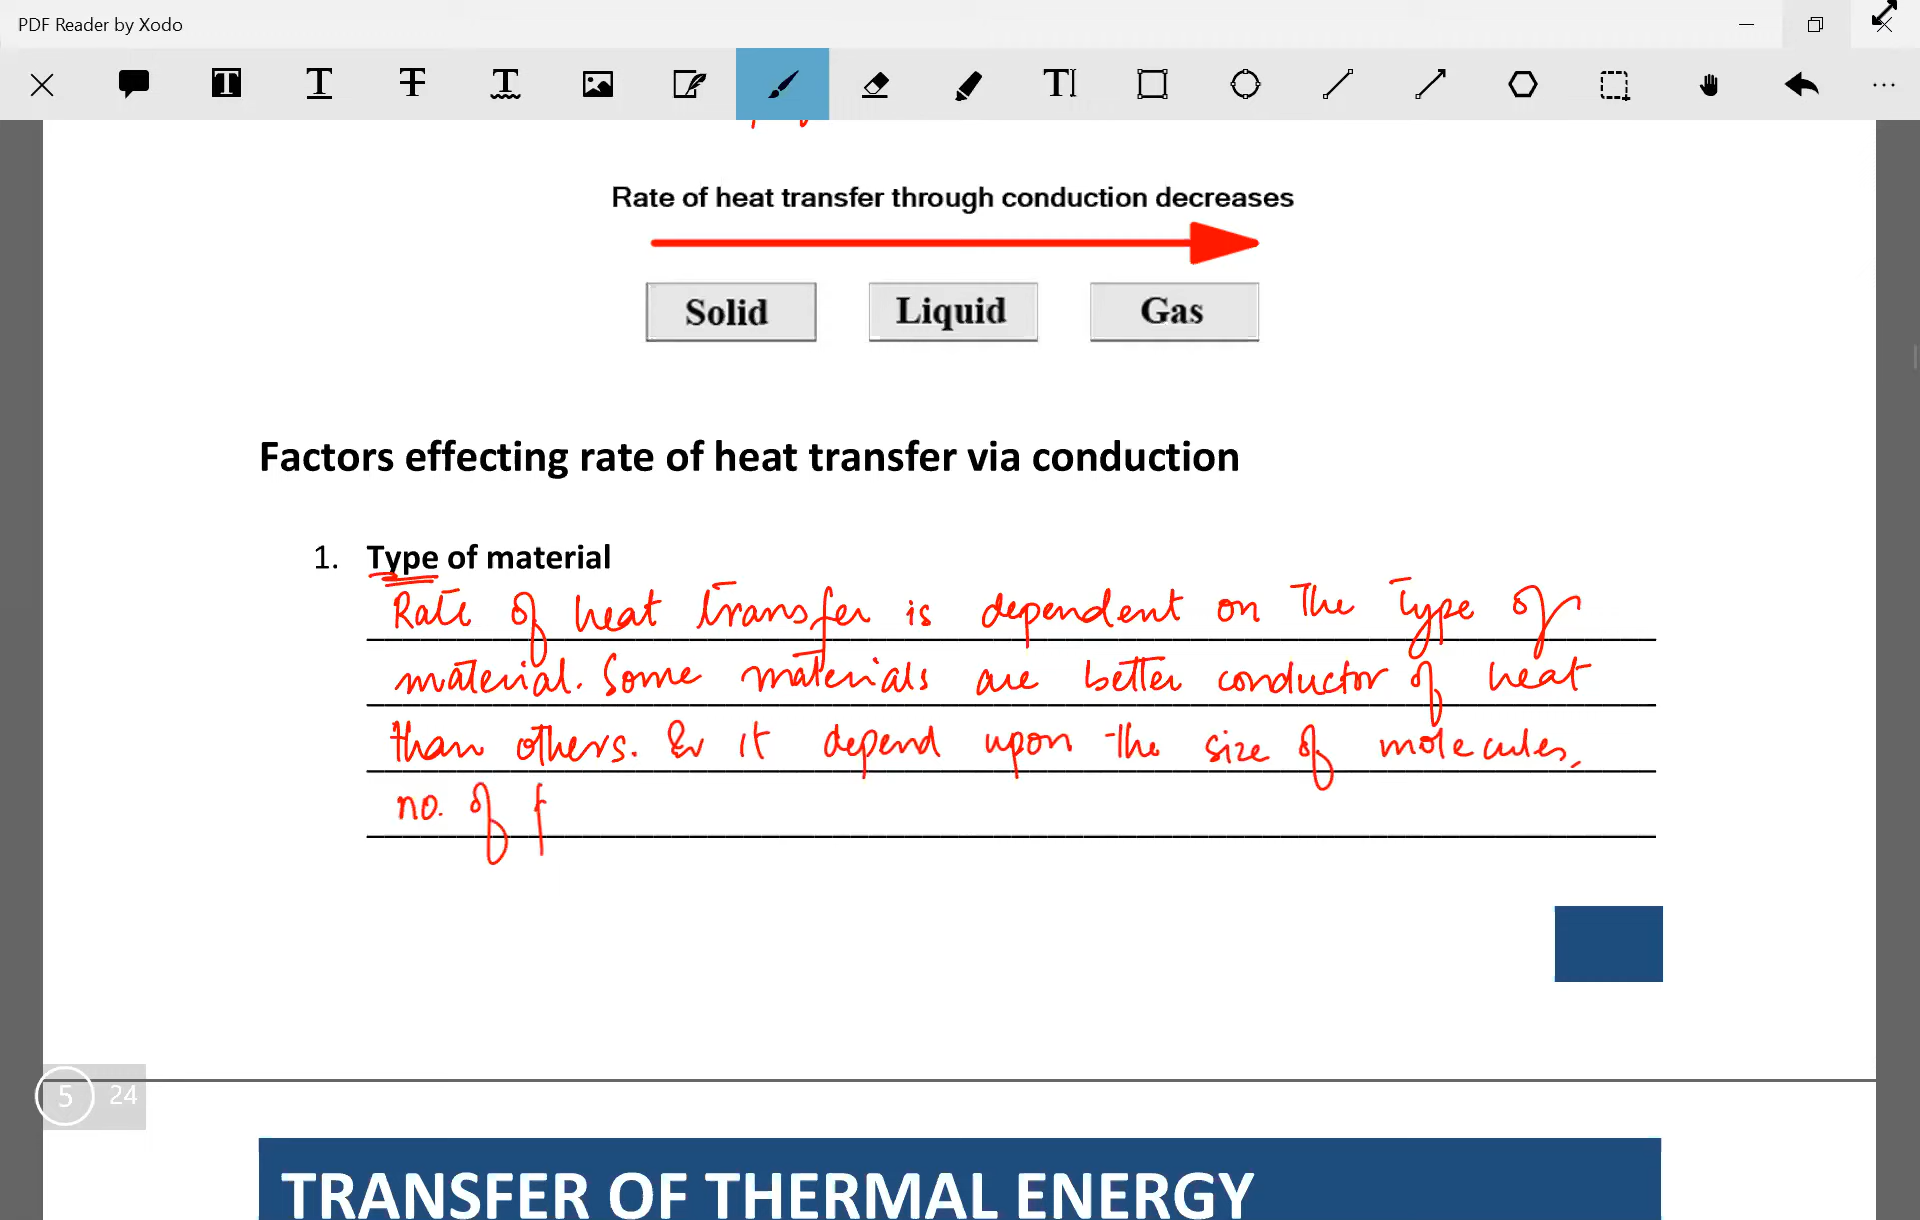 PDF Reader by Xodo
Rate of heat transfer through conduction decreases
Solid Liquid Gas
Factors effecting rate of heat transfer via conduction
1. Type of material
Rate of heat transfer is dependent on the type of
material. Some materials are better conductor of heat
than others. & it depend upon the size of molecules,
no. of f
5 24
TRANSFER OF THERMAL ENERGY